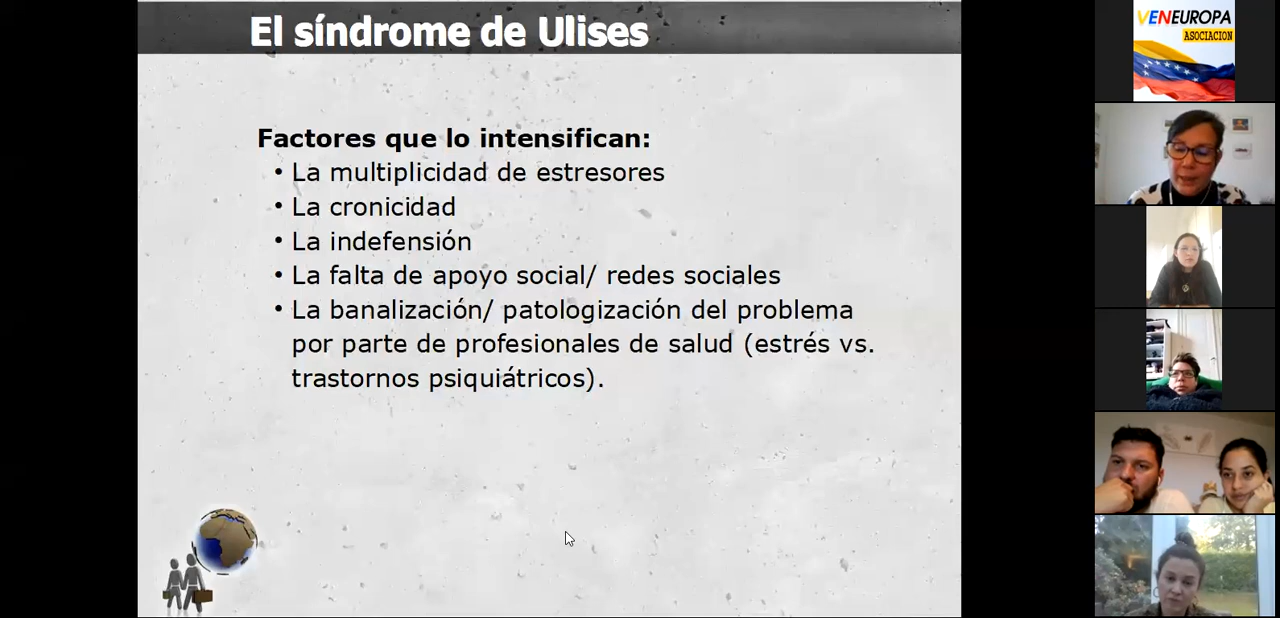 El síndrome de Ulises
Factores que lo intensifican:
• La multiplicidad de estresores
• La cronicidad
• La indefensión
• La falta de apoyo social/ redes sociales
• La banalización/ patologización del problema
por parte de profesionales de salud (estrés vs.
trastornos psiquiátricos).
VENEUROPA
ASOCIACION